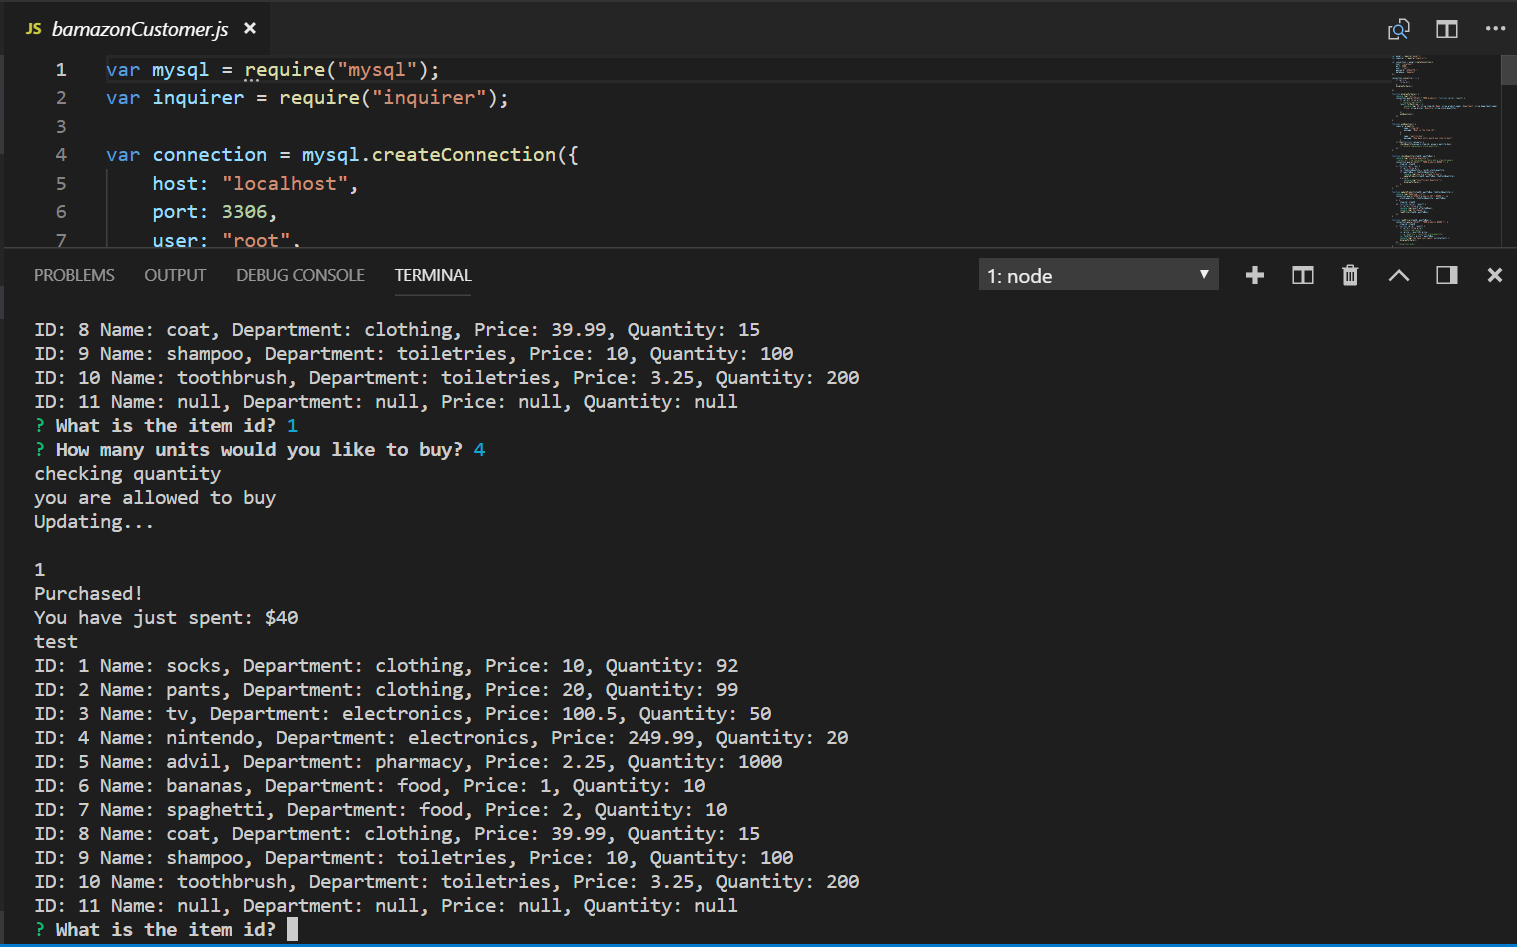 JS bamazonCustomer.js
1 var mysql = require("mysql");
2 var inquirer = require("inquirer");
3
4 var connection = mysql.createConnection({
5 host: "localhost",
6 port: 3306,
7 user: "root",
PROBLEMS OUTPUT DEBUG CONSOLE TERMINAL 1: node
ID: 8 Name: coat, Department: clothing, Price: 39.99, Quantity: 15
ID: 9 Name: shampoo, Department: toiletries, Price: 10, Quantity: 100
ID: 10 Name: toothbrush, Department: toiletries, Price: 3.25, Quantity: 200
ID: 11 Name: null, Department: null, Price: null, Quantity: null
? What is the item id? 1
? How many units would you like to buy? 4
checking quantity
you are allowed to buy
Updating...
1
Purchased!
You have just spent: $40
test
ID: 1 Name: socks, Department: clothing, Price: 10, Quantity: 92
ID: 2 Name: pants, Department: clothing, Price: 20, Quantity: 99
ID: 3 Name: tv, Department: electronics, Price: 100.5, Quantity: 50
ID: 4 Name: nintendo, Department: electronics, Price: 249.99, Quantity: 20
ID: 5 Name: advil, Department: pharmacy, Price: 2.25, Quantity: 1000
ID: 6 Name: bananas, Department: food, Price: 1, Quantity: 10
ID: 7 Name: spaghetti, Department: food, Price: 2, Quantity: 10
ID: 8 Name: coat, Department: clothing, Price: 39.99, Quantity: 15
ID: 9 Name: shampoo, Department: toiletries, Price: 10, Quantity: 100
ID: 10 Name: toothbrush, Department: toiletries, Price: 3.25, Quantity: 200
ID: 11 Name: null, Department: null, Price: null, Quantity: null
? What is the item id?